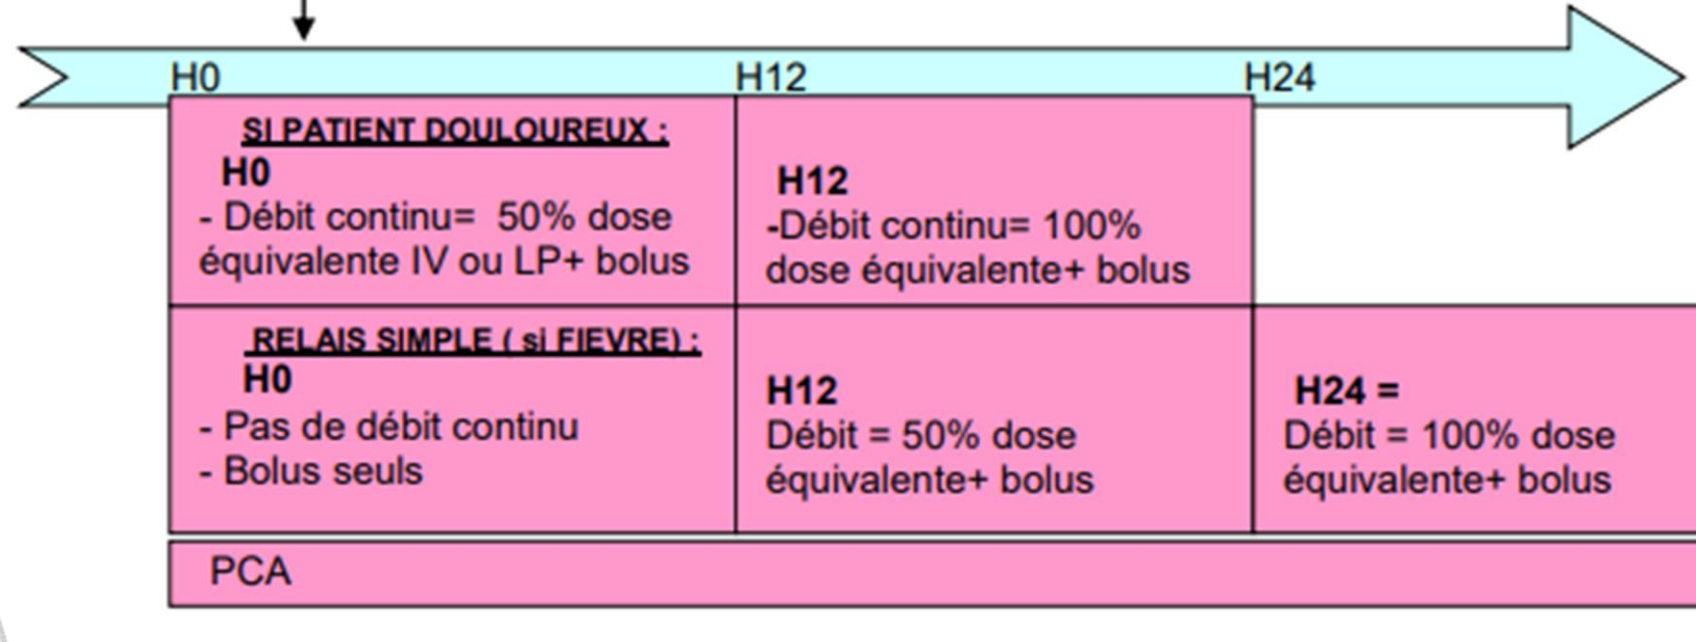 H0 H12 H24
SI PATIENT DOULOUREUX :
H0
- Débit continu=  50% dose
équivalente IV ou LP+ bolus
H12
-Débit continu= 100%
dose équivalente+ bolus
RELAIS SIMPLE ( si FIEVRE) :
H0
- Pas de débit continu
- Bolus seuls
H12
Débit = 50% dose
équivalente+ bolus
H24 =
Débit = 100% dose
équivalente+ bolus
PCA